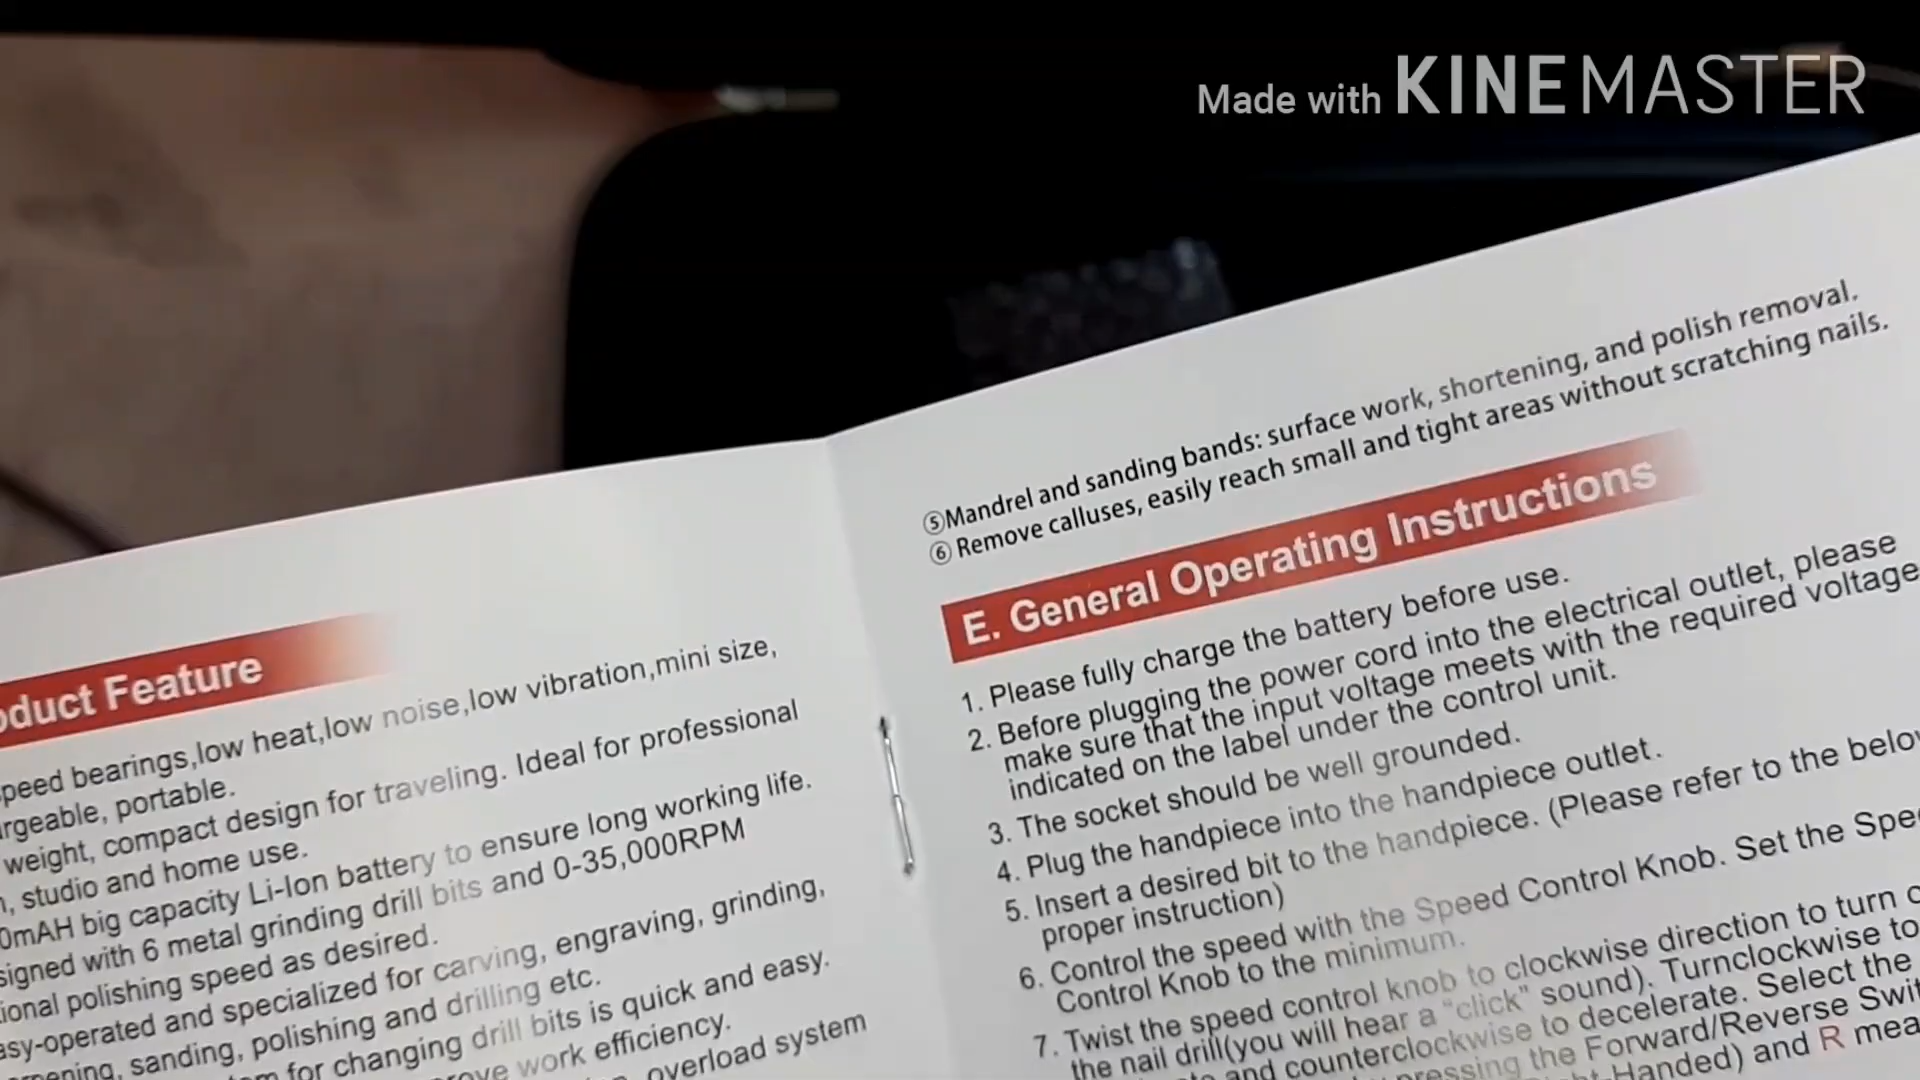 Made with KINEMASTER
Product Feature
speed bearings,low heat,low noise,low vibration,mini size,
rgeable, portable.
weight, compact design for traveling. Ideal for professional
n, studio and home use.
0mAH big capacity Li-Ion battery to ensure long working life.
signed with 6 metal grinding drill bits and 0-35,000RPM
tional polishing speed as desired.
asy-operated and specialized for carving, engraving, grinding,
rpening, sanding, polishing and drilling etc.
for changing drill bits is quick and easy.
work efficiency.
overload system
⑤Mandrel and sanding bands: surface work, shortening, and polish removal.
⑥ Remove calluses, easily reach small and tight areas without scratching nails.
E. General Operating Instructions
1. Please fully charge the battery before use.
2. Before plugging the power cord into the electrical outlet, please
make sure that the input voltage meets with the required voltage
indicated on the label under the control unit.
3. The socket should be well grounded.
4. Plug the handpiece into the handpiece outlet.
5. Insert a desired bit to the handpiece. (Please refer to the below
proper instruction)
6. Control the speed with the Speed Control Knob. Set the Spee
Control Knob to the minimum.
7. Twist the speed control knob to clockwise direction to turn o
the nail drill(you will hear a "click" sound). Turnclockwise to
and counterclockwise to decelerate. Select the
pressing the Forward/Reverse Swit
Handed) and R mea